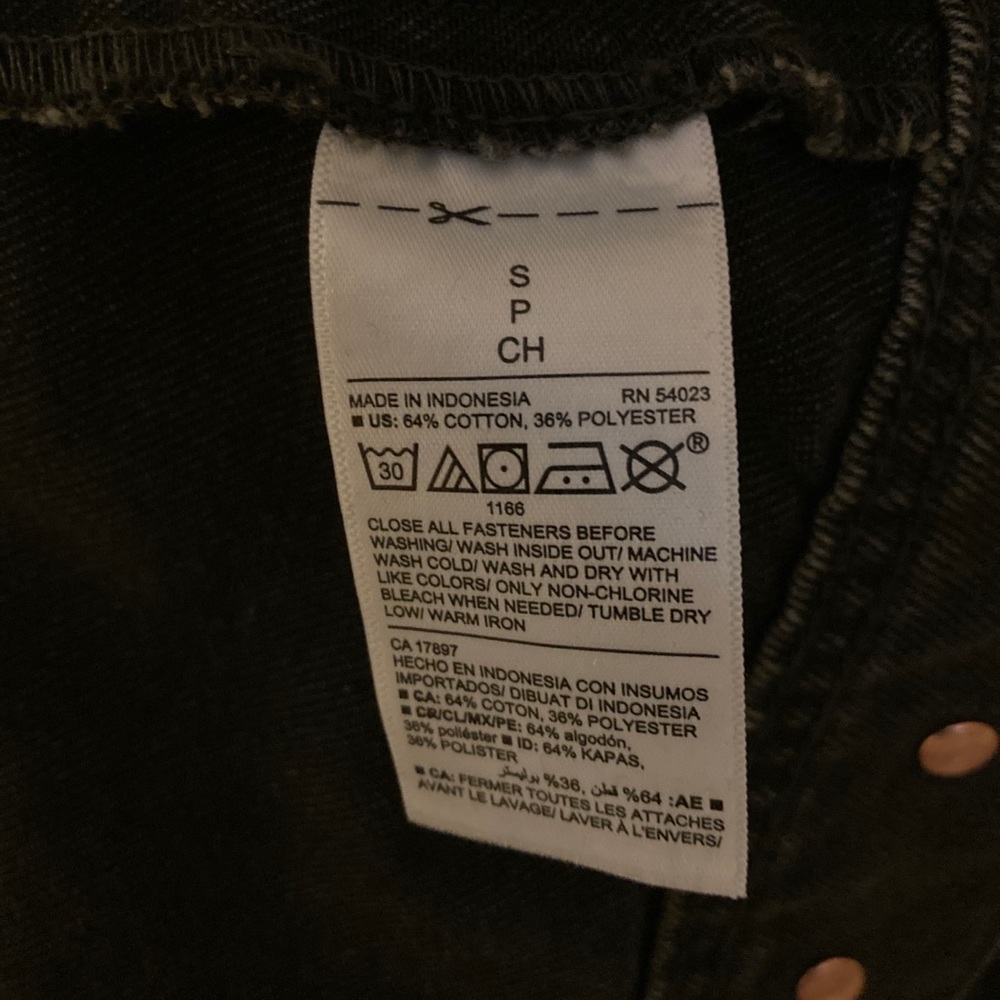 S
P
CH
MADE IN INDONESIA RN 54023
■ US: 64% COTTON, 36% POLYESTER
30 ®
1166
CLOSE ALL FASTENERS BEFORE
WASHING/ WASH INSIDE OUT/ MACHINE
WASH COLD/ WASH AND DRY WITH
LIKE COLORS/ ONLY NON-CHLORINE
BLEACH WHEN NEEDED/ TUMBLE DRY
LOW/ WARM IRON
CA 17897
HECHO EN INDONESIA CON INSUMOS
IMPORTADOS/ DIBUAT DI INDONESIA
■ CA: 64% COTON, 36% POLYESTER
■ CR/CL/MX/PE: 64% algodón,
36% poliéster ■ ID: 64% KAPAS,
36% POLISTER
■ AE: 64% قطن, 36% بوليستر
■ CA: FERMER TOUTES LES ATTACHES
AVANT LE LAVAGE/ LAVER À L'ENVERS/